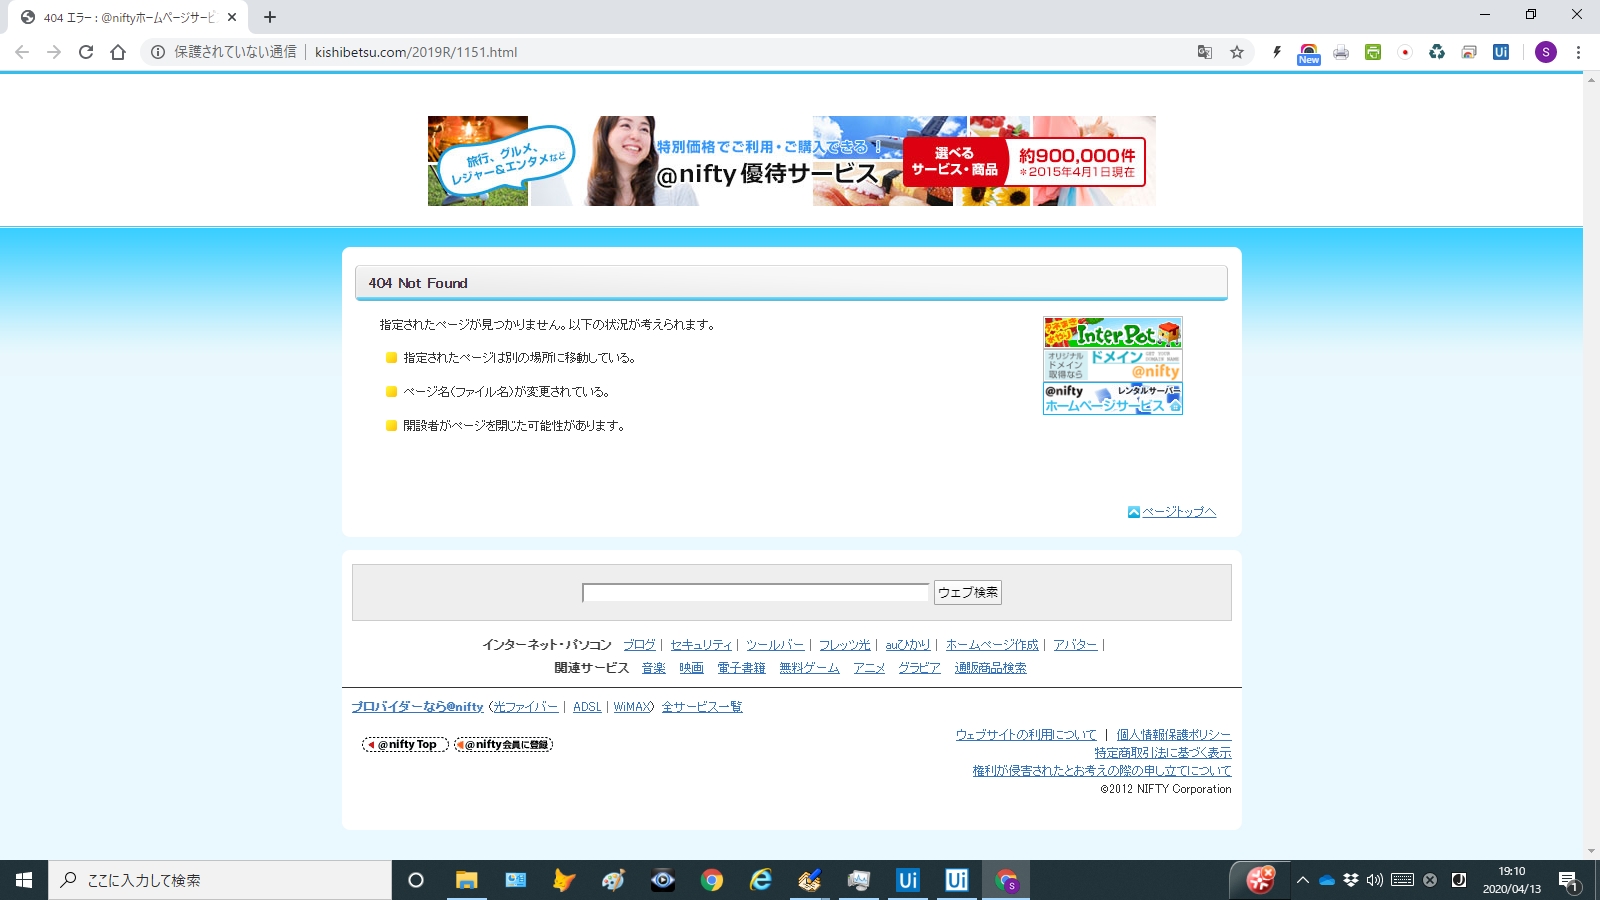 404 エラー : @niftyホームページサービ
保護されていない通信 | kishibetsu.com/2019R/1151.html
New
Ui
S
旅行、グルメ、
レジャー&エンタメなど
特別価格でご利用・ご購入できる！
@nifty優待サービス
選べる
サービス・商品
約900,000件
※2015年4月1日現在
404 Not Found
指定されたページが見つかりません。以下の状況が考えられます。
指定されたページは別の場所に移動している。
ページ名(ファイル名)が変更されている。
開設者がページを閉じた可能性があります。
InterPot
オリジナル
ドメイン
取得なら
ドメイン
GET YOUR
DOMAIN NAME
@nifty
@nifty レンタルサーバー
ホームページサービス
ページトップへ
ウェブ検索
インターネット・パソコン ブログ | セキュリティ | ツールバー | フレッツ光 | auひかり | ホームページ作成 | アバター |
関連サービス 音楽 映画 電子書籍 無料ゲーム アニメ グラビア 通販商品検索
プロバイダーなら@nifty (光ファイバー | ADSL | WiMAX) 全サービス一覧
@nifty Top
@nifty会員に登録
ウェブサイトの利用について | 個人情報保護ポリシー
特定商取引法に基づく表示
権利が侵害されたとお考えの際の申し立てについて
©2012 NIFTY Corporation
ここに入力して検索
Ui
Ui
S
19:10
2020/04/13
1